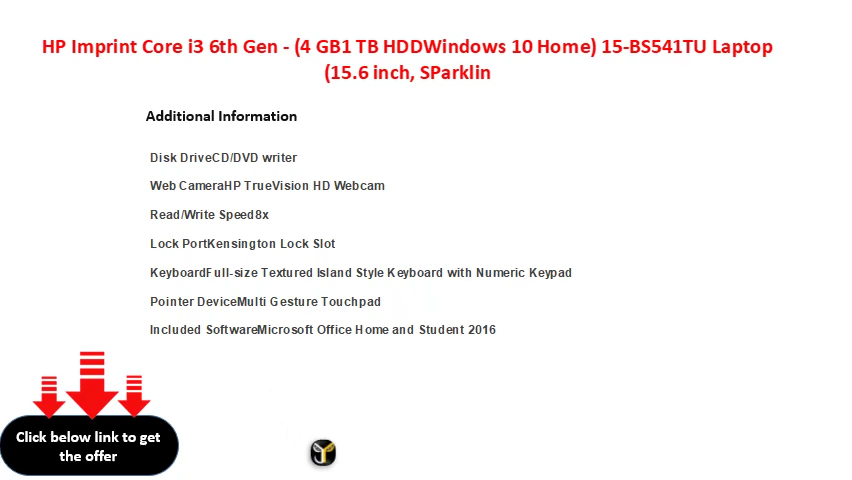 HP Imprint Core i3 6th Gen - (4 GB1 TB HDDWindows 10 Home) 15-BS541TU Laptop
(15.6 inch, SParklin
Additional Information
Disk DriveCD/DVD writer
Web CameraHP TrueVision HD Webcam
Read/Write Speed8x
Lock PortKensington Lock Slot
KeyboardFull-size Textured Island Style Keyboard with Numeric Keypad
Pointer DeviceMulti Gesture Touchpad
Included SoftwareMicrosoft Office Home and Student 2016
Click below link to get
the offer